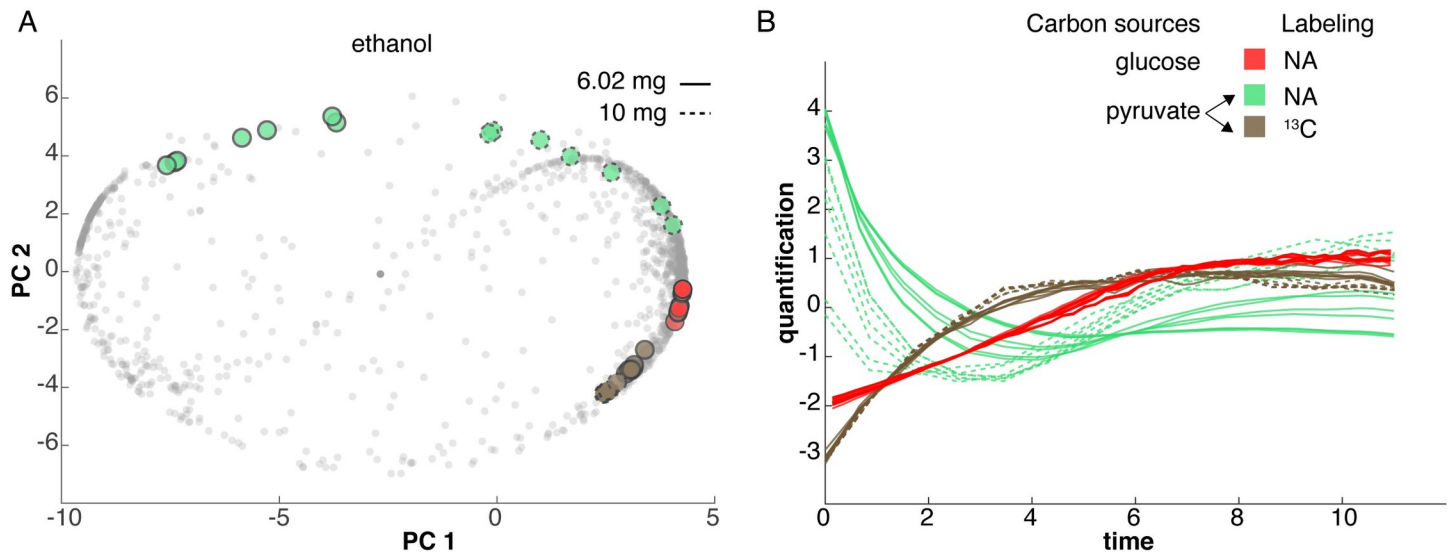 A
ethanol
6.02 mg
10 mg
PC 2
6
4
2
0
-2
-4
-6
-10
-5
0
5
PC 1
B
Carbon sources
Labeling
glucose
NA
pyruvate
NA
¹³C
quantification
4
3
2
1
0
-1
-2
-3
0
2
4
6
8
10
time